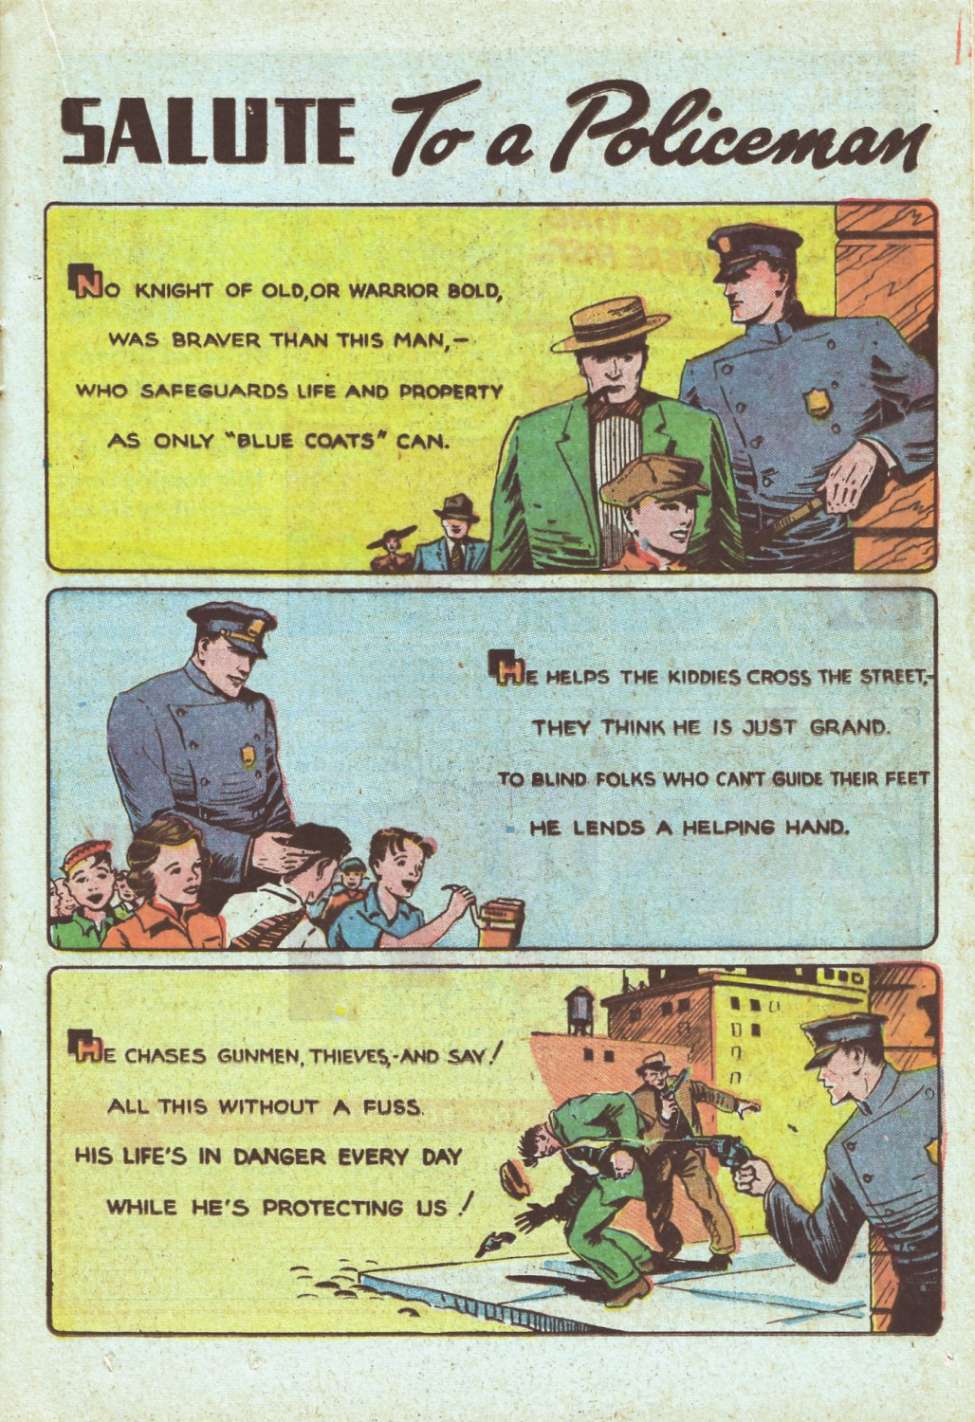 SALUTE To a Policeman
NO KNIGHT OF OLD, OR WARRIOR BOLD,
WAS BRAVER THAN THIS MAN,—
WHO SAFEGUARDS LIFE AND PROPERTY
AS ONLY "BLUE COATS" CAN.
HE HELPS THE KIDDIES CROSS THE STREET,-
THEY THINK HE IS JUST GRAND.
TO BLIND FOLKS WHO CAN'T GUIDE THEIR FEET
HE LENDS A HELPING HAND.
HE CHASES GUNMEN, THIEVES,-AND SAY!
ALL THIS WITHOUT A FUSS.
HIS LIFE'S IN DANGER EVERY DAY
WHILE HE'S PROTECTING US!